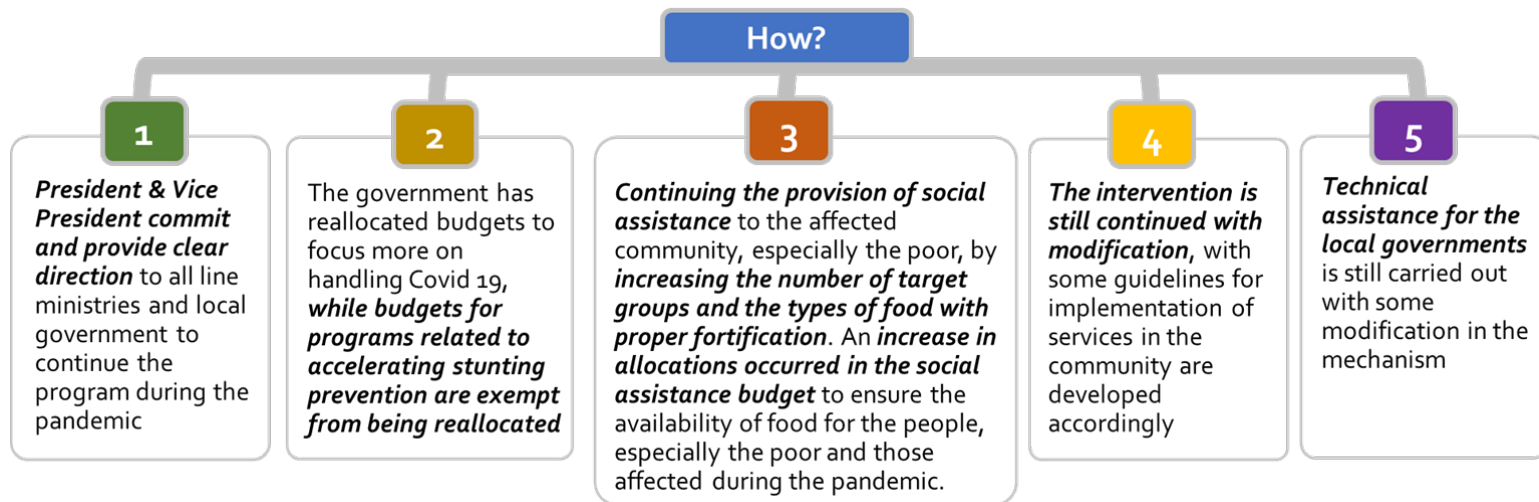 How?
1
President & Vice
President commit
and provide clear
direction to all line
ministries and local
government to
continue the
program during the
pandemic
2
The government has
reallocated budgets to
focus more on
handling Covid 19,
while budgets for
programs related to
accelerating stunting
prevention are exempt
from being reallocated
3
Continuing the provision of social
assistance to the affected
community, especially the poor, by
increasing the number of target
groups and the types of food with
proper fortification. An increase in
allocations occurred in the social
assistance budget to ensure the
availability of food for the people,
especially the poor and those
affected during the pandemic.
4
The intervention is
still continued with
modification, with
some guidelines for
implementation of
services in the
community are
developed
accordingly
5
Technical
assistance for the
local governments
is still carried out
with some
modification in the
mechanism